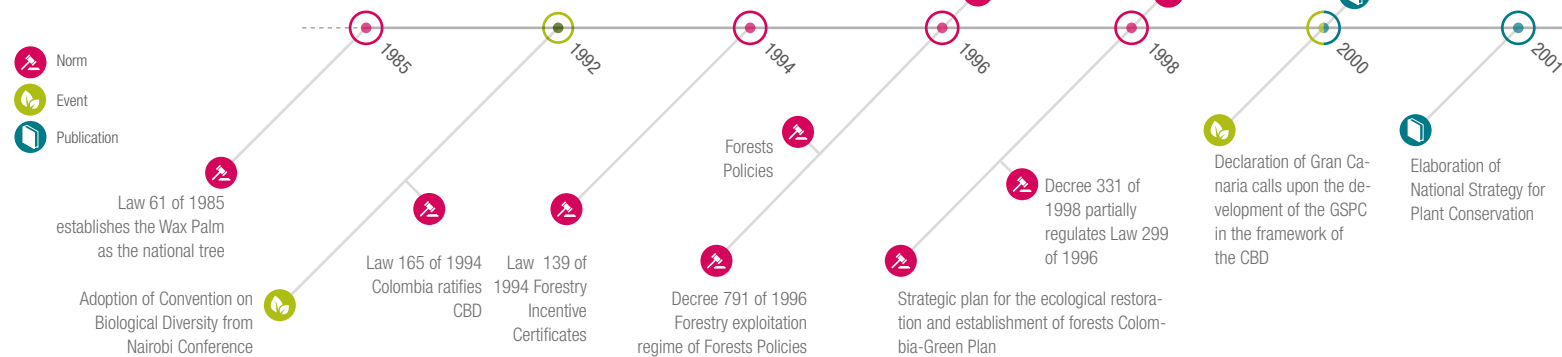 1985
1992
1994
1996
1998
2000
2001
Norm
Event
Publication
Law 61 of 1985
establishes the Wax Palm
as the national tree
Adoption of Convention on
Biological Diversity from
Nairobi Conference
Law 165 of 1994
Colombia ratifies
CBD
Law 139 of
1994 Forestry
Incentive
Certificates
Forests
Policies
Decree 791 of 1996
Forestry exploitation
regime of Forests Policies
Decree 331 of
1998 partially
regulates Law 299
of 1996
Strategic plan for the ecological restora-
tion and establishment of forests Colom-
bia-Green Plan
Declaration of Gran Ca-
naria calls upon the de-
velopment of the GSPC
in the framework of
the CBD
Elaboration of
National Strategy for
Plant Conservation